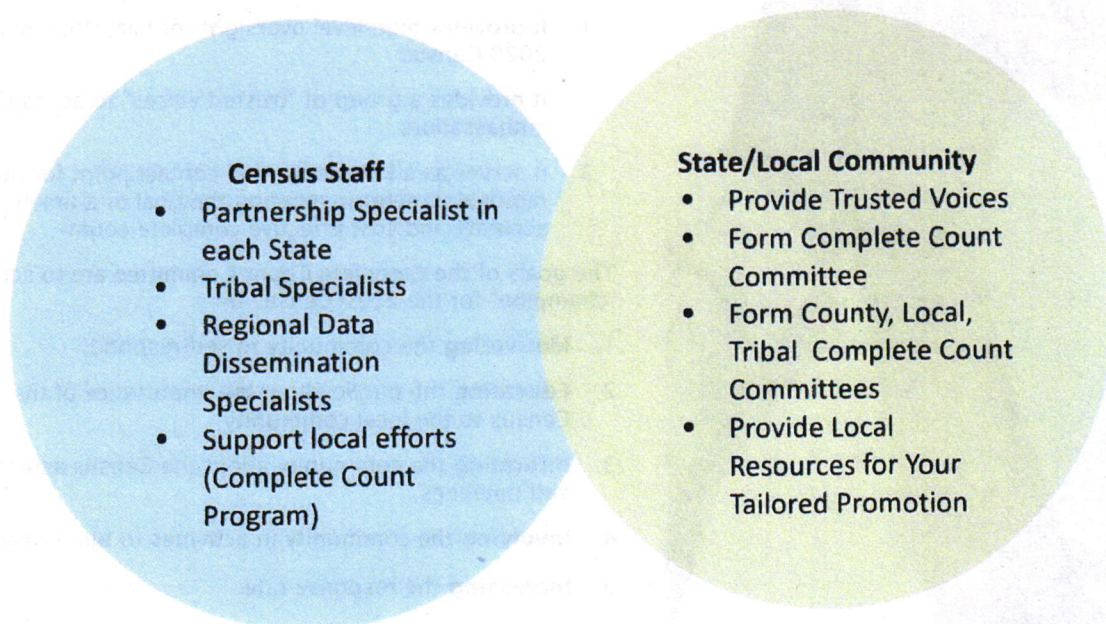 Census Staff
• Partnership Specialist in
each State
• Tribal Specialists
• Regional Data
Dissemination
Specialists
• Support local efforts
(Complete Count
Program)
State/Local Community
• Provide Trusted Voices
• Form Complete Count
Committee
• Form County, Local,
Tribal Complete Count
Committees
• Provide Local
Resources for Your
Tailored Promotion